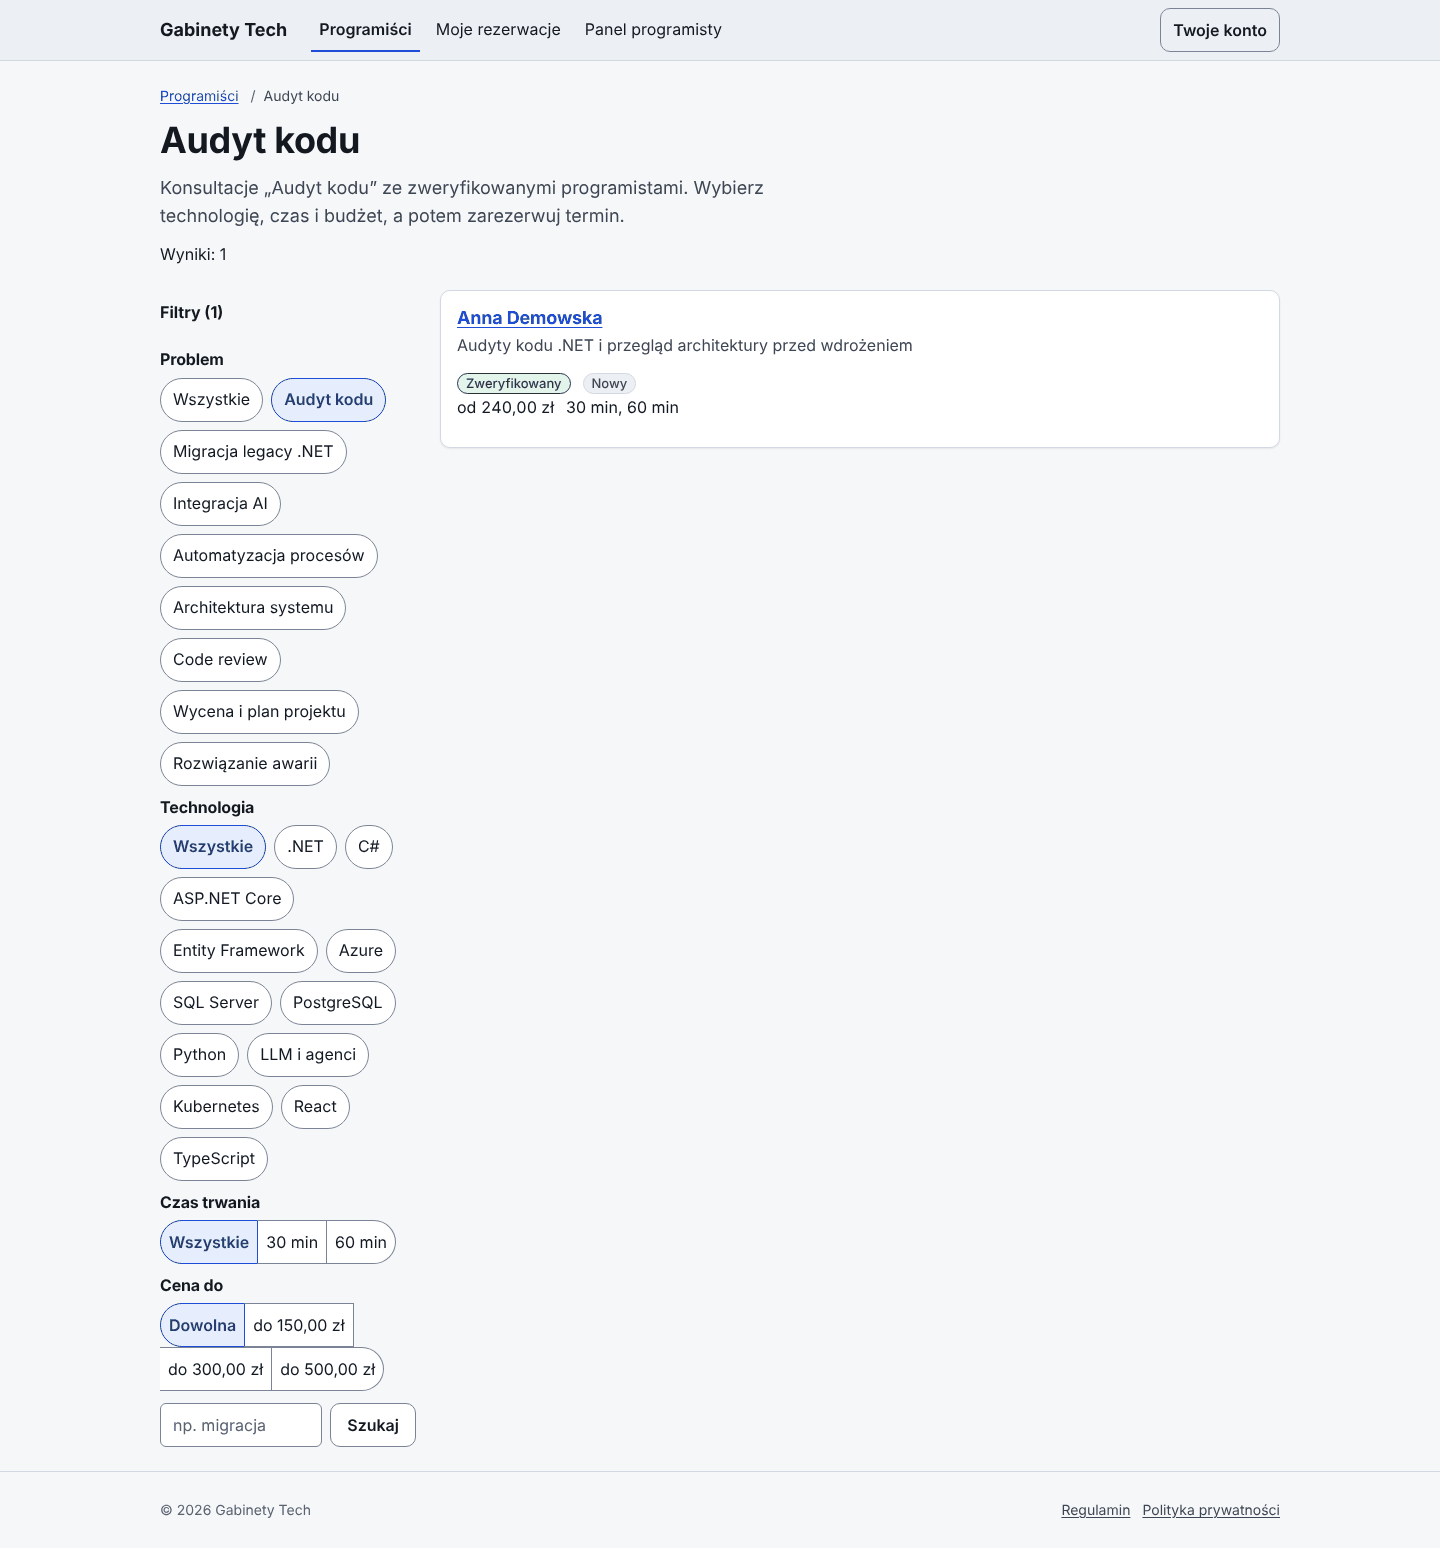 Gabinety Tech
Programiści
Moje rezerwacje
Panel programisty
Twoje konto
Programiści / Audyt kodu
Audyt kodu
Konsultacje „Audyt kodu” ze zweryfikowanymi programistami. Wybierz
technologię, czas i budżet, a potem zarezerwuj termin.
Wyniki: 1
Filtry (1)
Problem
Wszystkie
Audyt kodu
Migracja legacy .NET
Integracja AI
Automatyzacja procesów
Architektura systemu
Code review
Wycena i plan projektu
Rozwiązanie awarii
Technologia
Wszystkie
.NET
C#
ASP.NET Core
Entity Framework
Azure
SQL Server
PostgreSQL
Python
LLM i agenci
Kubernetes
React
TypeScript
Czas trwania
Wszystkie
30 min
60 min
Cena do
Dowolna
do 150,00 zł
do 300,00 zł
do 500,00 zł
np. migracja
Szukaj
Anna Demowska
Audyty kodu .NET i przegląd architektury przed wdrożeniem
Zweryfikowany
Nowy
od 240,00 zł 30 min, 60 min
© 2026 Gabinety Tech
Regulamin
Polityka prywatności